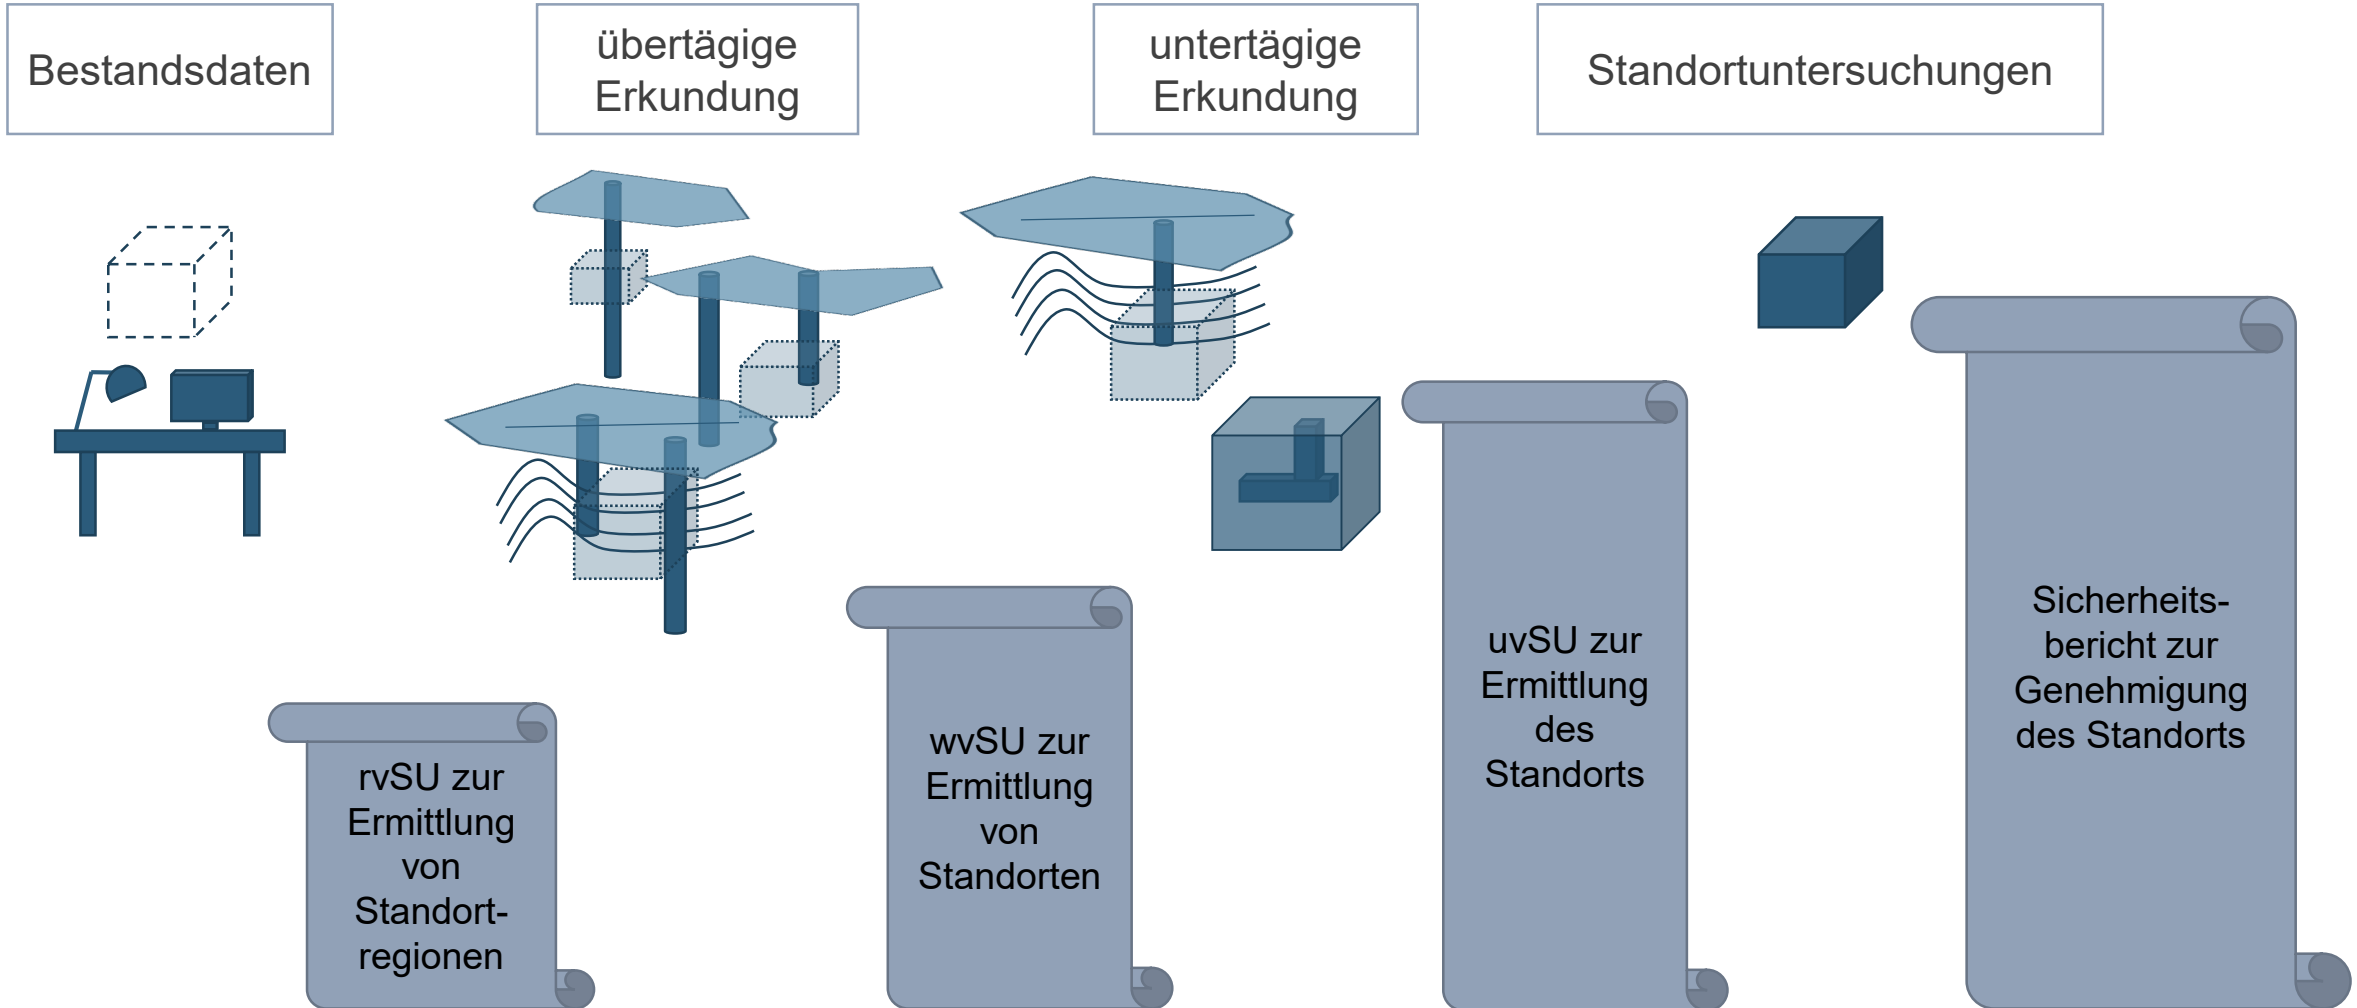 Bestandsdaten
übertägige
Erkundung
untertägige
Erkundung
Standortuntersuchungen
rvSU zur
Ermittlung
von
Standort-
regionen
wvSU zur
Ermittlung
von
Standorten
uvSU zur
Ermittlung
des
Standorts
Sicherheits-
bericht zur
Genehmigung
des Standorts